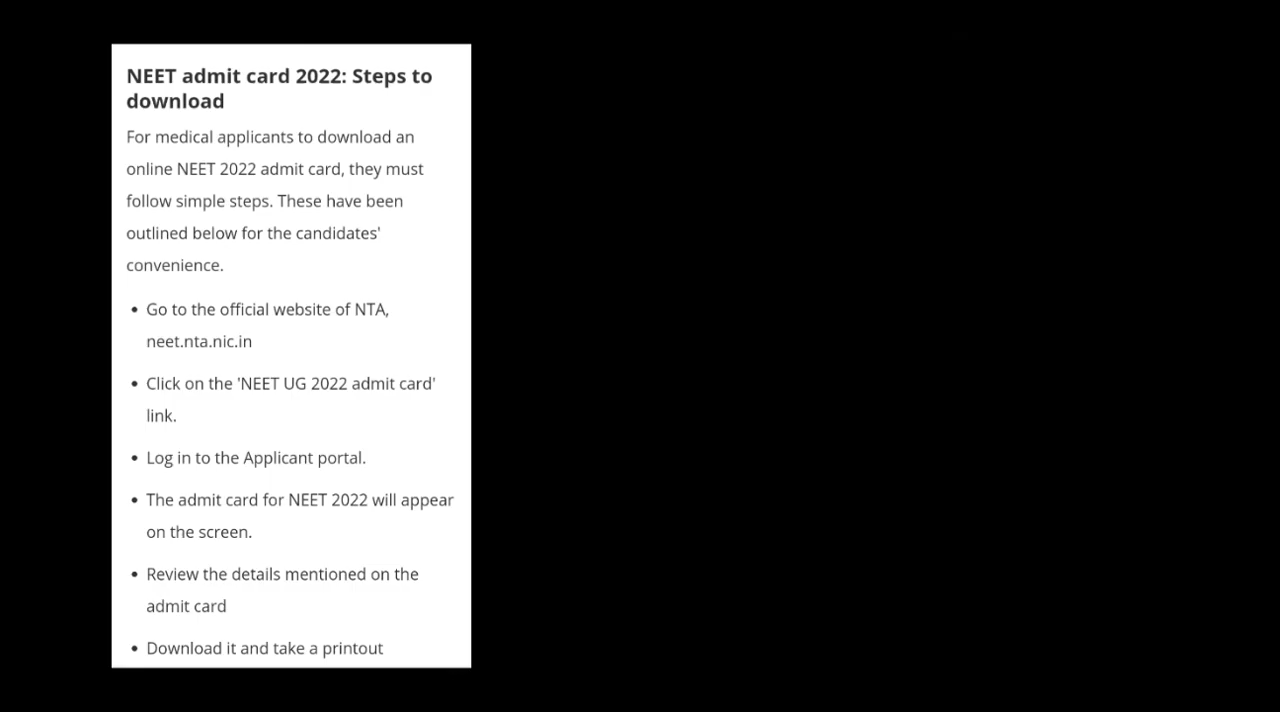 NEET admit card 2022: Steps to
download
For medical applicants to download an
online NEET 2022 admit card, they must
follow simple steps. These have been
outlined below for the candidates'
convenience.
• Go to the official website of NTA,
neet.nta.nic.in
• Click on the 'NEET UG 2022 admit card'
link.
• Log in to the Applicant portal.
• The admit card for NEET 2022 will appear
on the screen.
• Review the details mentioned on the
admit card
• Download it and take a printout